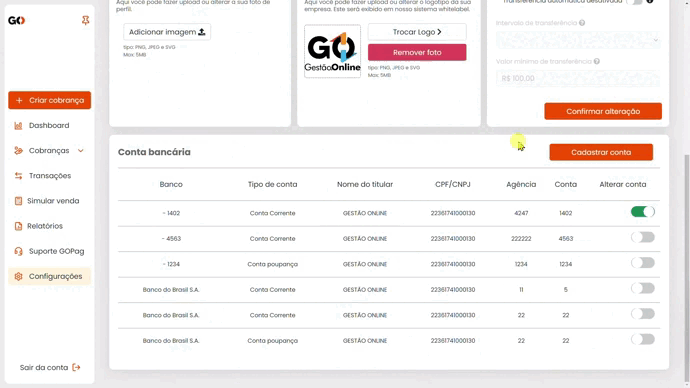 GO
Criar cobrança
Dashboard
Cobranças
Transações
Simular venda
Relatórios
Suporte GOPag
Configurações
Sair da conta
Aqui você pode fazer upload ou alterar a sua foto de
perfil.
Adicionar imagem
tipo: PNG, JPEG e SVG
Max: 5MB
Aqui você pode fazer upload ou alterar o logotipo da sua
empresa. Este será exibido em nosso sistema whitelabel.
GO
GestãoOnline
Trocar Logo
Remover foto
tipo: PNG, JPEG e SVG
Max: 5MB
Transferência automática desativada
Intervalos de transferência
Valor mínimo de transferência
R$ 100,00
Confirmar alteração
Conta bancária
Cadastrar conta
Banco Tipo de conta Nome do titular CPF/CNPJ Agência Conta Alterar conta
- 1402 Conta Corrente GESTÃO ONLINE 22361741000130 4247 1402
- 4563 Conta Corrente GESTÃO ONLINE 22361741000130 222222 4563
- 1234 Conta poupança GESTÃO ONLINE 22361741000130 1234 1234
Banco do Brasil S.A. Conta Corrente GESTÃO ONLINE 22361741000130 11 5
Banco do Brasil S.A. Conta Corrente GESTÃO ONLINE 22361741000130 22 22
Banco do Brasil S.A. Conta poupança GESTÃO ONLINE 22361741000130 22 22